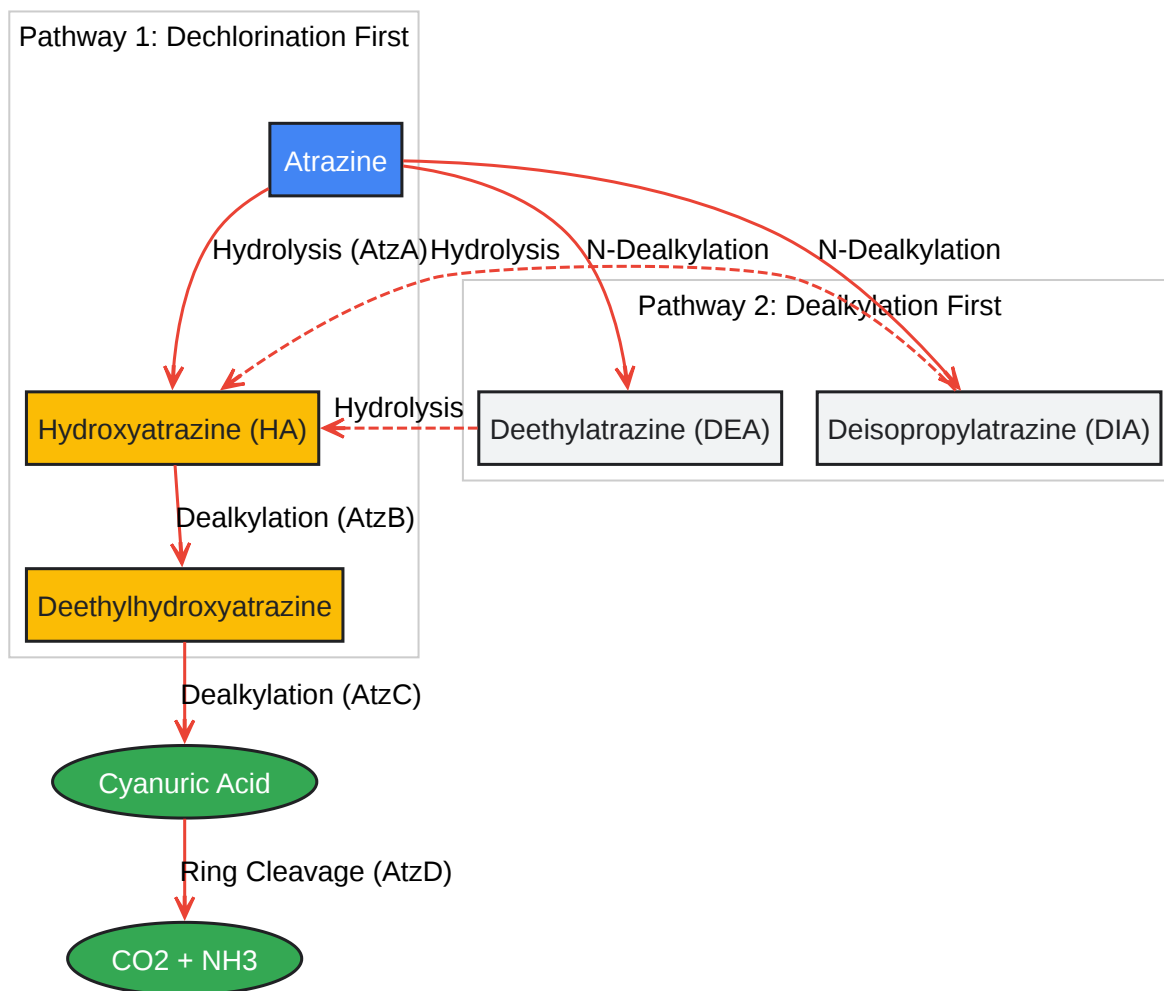 Pathway 1: Dechlorination First
Atrazine
Hydrolysis (AtzA)
Hydrolysis
N-Dealkylation
N-Dealkylation
Pathway 2: Dealkylation First
Hydrolysis
Hydroxyatrazine (HA)
Deethylatrazine (DEA)
Deisopropylatrazine (DIA)
Dealkylation (AtzB)
Deethylhydroxyatrazine
Dealkylation (AtzC)
Cyanuric Acid
Ring Cleavage (AtzD)
CO2 + NH3